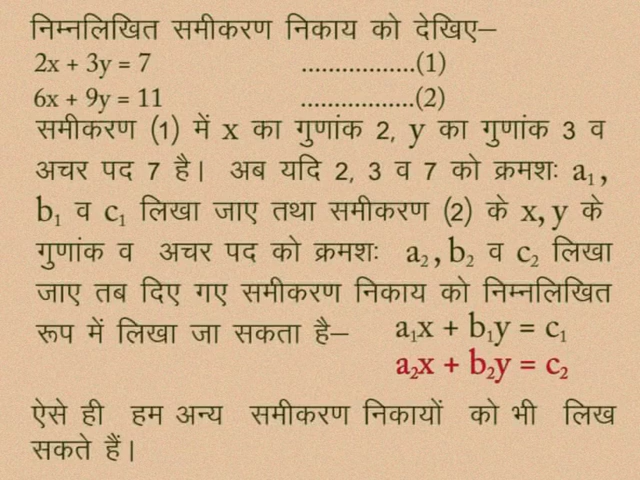 निम्नलिखित समीकरण निकाय को देखिए–
2x + 3y = 7 .................(1)
6x + 9y = 11 .................(2)
समीकरण (1) में x का गुणांक 2, y का गुणांक 3 व
अचर पद 7 है। अब यदि 2, 3 व 7 को क्रमशः a₁,
b₁ व c₁ लिखा जाए तथा समीकरण (2) के x, y के
गुणांक व अचर पद को क्रमशः a₂, b₂ व c₂ लिखा
जाए तब दिए गए समीकरण निकाय को निम्नलिखित
रूप में लिखा जा सकता है– a₁x + b₁y = c₁
a₂x + b₂y = c₂
ऐसे ही हम अन्य समीकरण निकायों को भी लिख
सकते हैं।